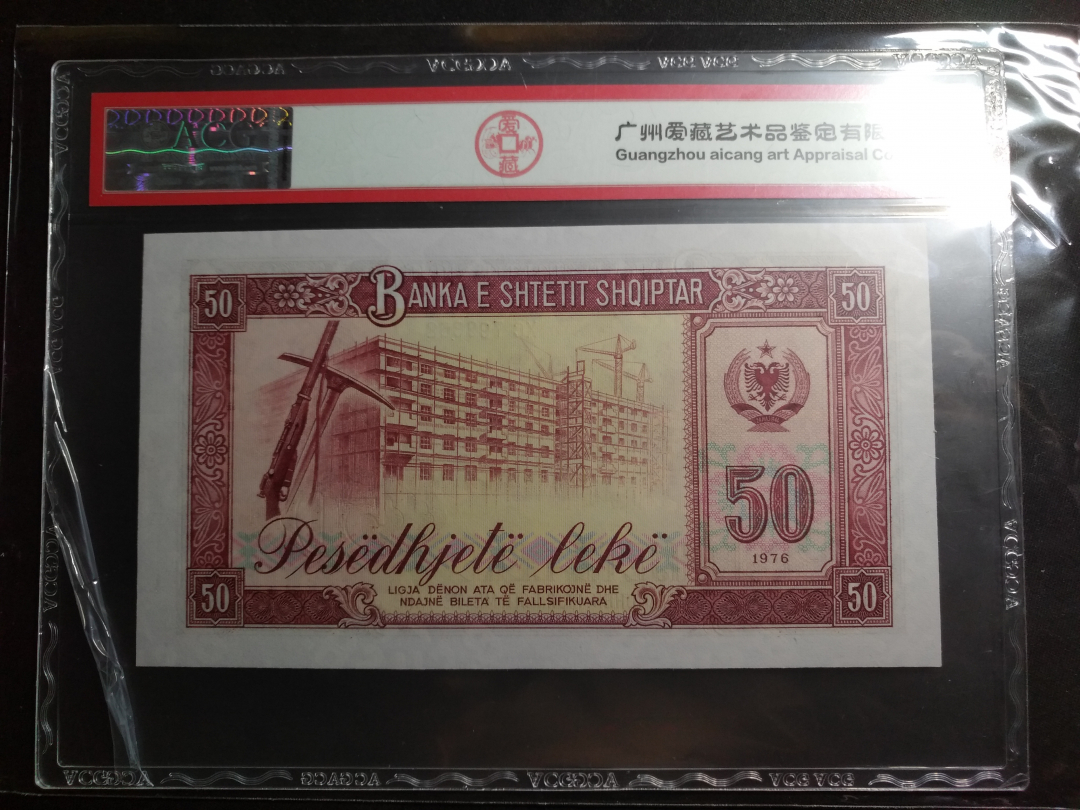 ACG
爱藏
广州爱藏艺术品鉴定有限
Guangzhou aicang art Appraisal Co
50
BANKA E SHTETIT SHQIPTAR
50
50
1976
Pesëdhjetë lekë
LIGJA DËNON ATA QË FABRIKOJNË DHE
NDAJNË BILETA TË FALLSIFIKUARA
50
50